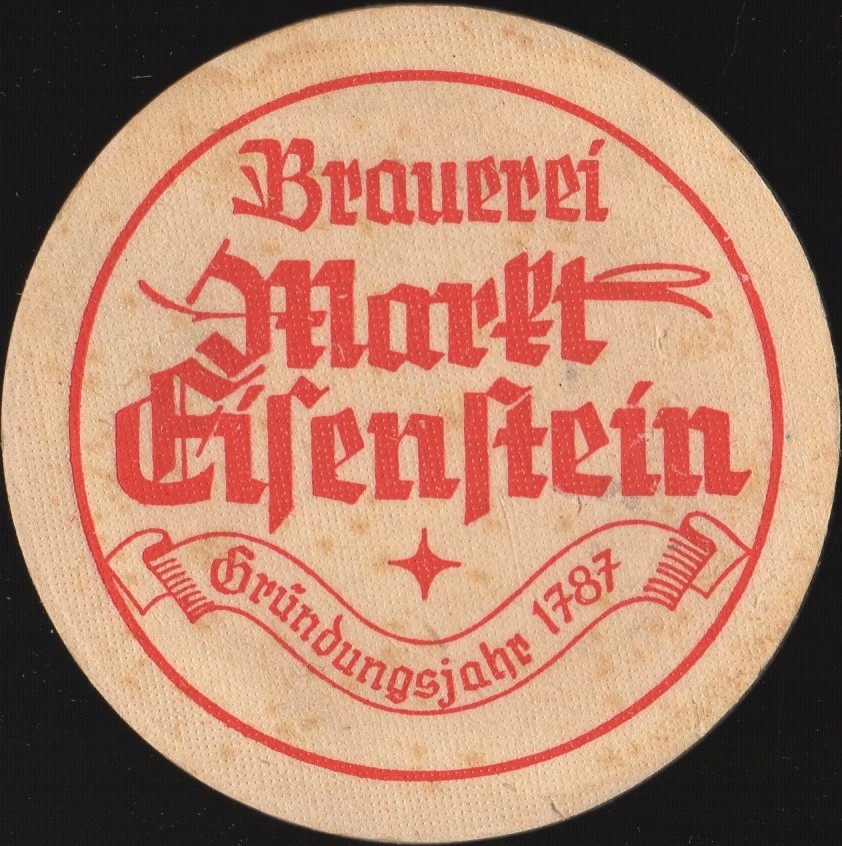 Brauerei
Markt
Eiſenſtein
Gründungsjahr 1787